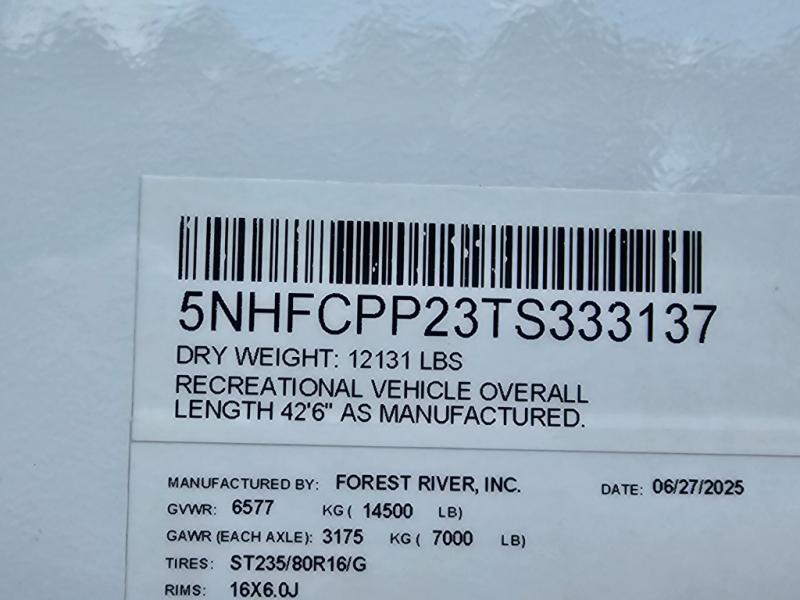 5NHFCPP23TS333137
DRY WEIGHT: 12131 LBS
RECREATIONAL VEHICLE OVERALL
LENGTH 42'6" AS MANUFACTURED.
MANUFACTURED BY: FOREST RIVER, INC. DATE: 06/27/2025
GVWR: 6577 KG ( 14500 LB)
GAWR (EACH AXLE): 3175 KG ( 7000 LB)
TIRES: ST235/80R16/G
RIMS: 16X6.0J